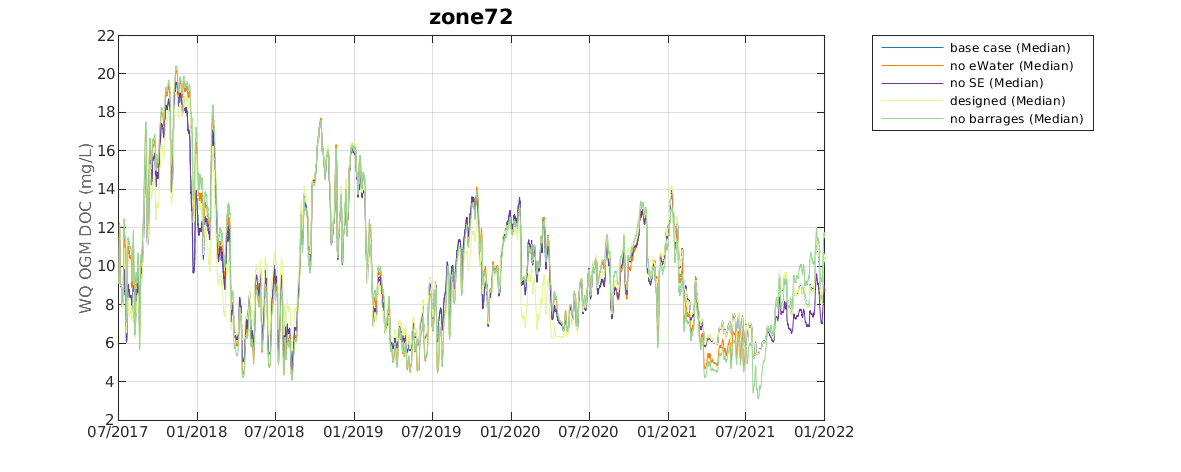 zone72
WQ OGM DOC (mg/L)
22
20
18
16
14
12
10
8
6
4
2
07/2017 01/2018 07/2018 01/2019 07/2019 01/2020 07/2020 01/2021 07/2021 01/2022
base case (Median)
no eWater (Median)
no SE (Median)
designed (Median)
no barrages (Median)